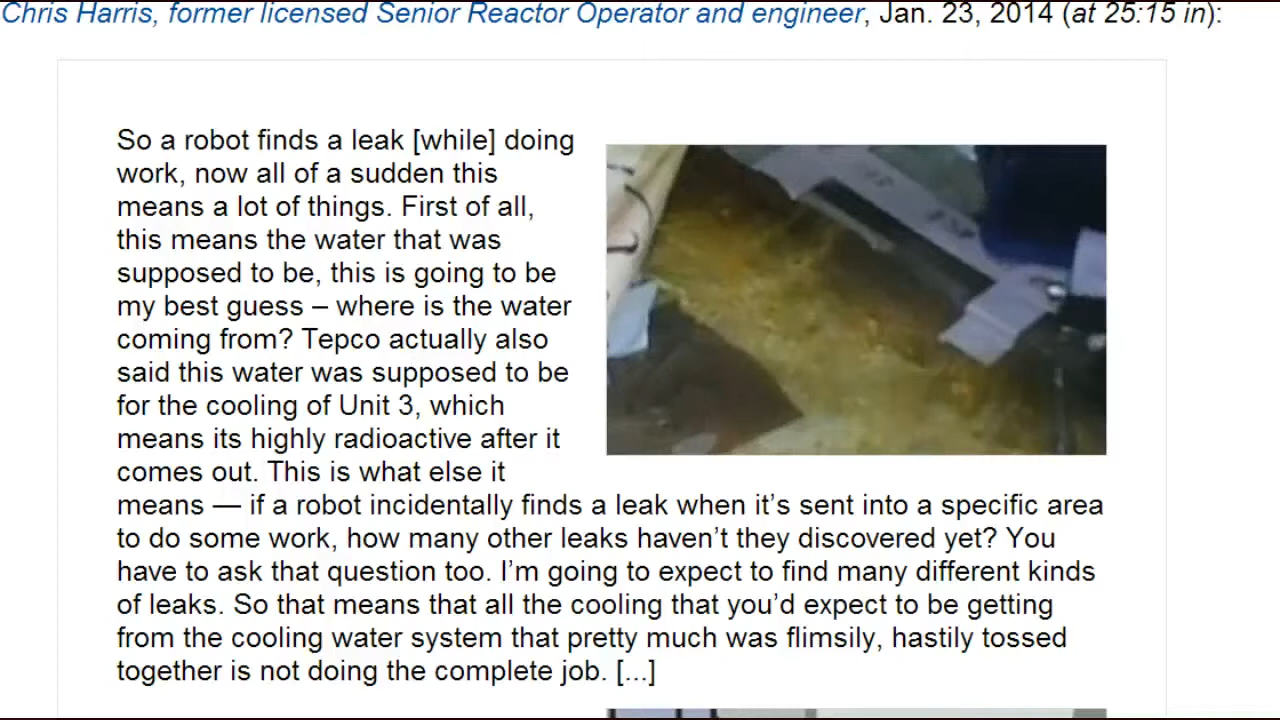 Chris Harris, former licensed Senior Reactor Operator and engineer, Jan. 23, 2014 (at 25:15 in):
So a robot finds a leak [while] doing
work, now all of a sudden this
means a lot of things. First of all,
this means the water that was
supposed to be, this is going to be
my best guess – where is the water
coming from? Tepco actually also
said this water was supposed to be
for the cooling of Unit 3, which
means its highly radioactive after it
comes out. This is what else it
means — if a robot incidentally finds a leak when it’s sent into a specific area
to do some work, how many other leaks haven’t they discovered yet? You
have to ask that question too. I’m going to expect to find many different kinds
of leaks. So that means that all the cooling that you’d expect to be getting
from the cooling water system that pretty much was flimsily, hastily tossed
together is not doing the complete job. [...]